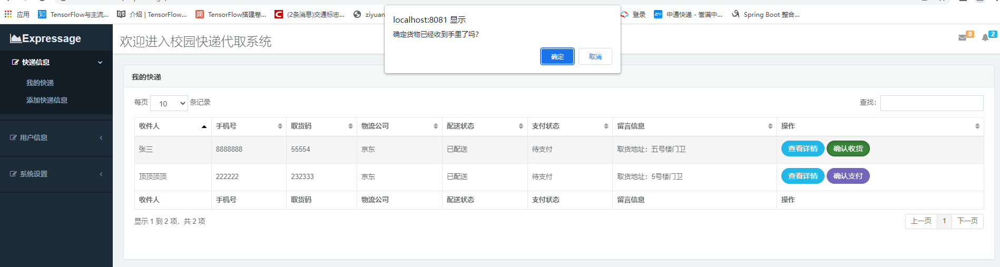 应用 TensorFlow与主流... 介绍 | TensorFlow... TensorFlow搭建卷... (2条消息)交通标志... ziyuan 登录 中通快递 - 誉满中... Spring Boot 整合...
localhost:8081 显示
确定货物已经收到手里了吗?
确定 取消
Expressage
欢迎进入校园快递代取系统
0 2
快递信息
我的快递
添加快递信息
用户信息
系统设置
我的快递
每页 10 条记录 查找:
收件人 手机号 取货码 物流公司 配送状态 支付状态 留言信息 操作
张三 8888888 55554 京东 已配送 待支付 取货地址：五号楼门卫 查看详情 确认收货
顶顶顶顶 222222 232333 京东 已配送 待支付 取货地址：5号楼门卫 查看详情 确认支付
收件人 手机号 取货码 物流公司 配送状态 支付状态 留言信息 操作
显示 1 到 2 项，共 2 项 上一页 1 下一页